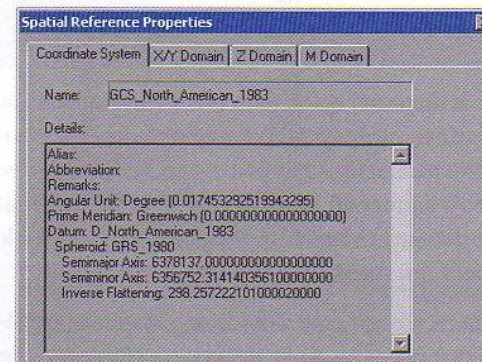 Spatial Reference Properties
Coordinate System X/Y Domain Z Domain M Domain
Name: GCS_North_American_1983
Details:
Alias:
Abbreviation:
Remarks:
Angular Unit: Degree (0.017453292519943295)
Prime Meridian: Greenwich (0.000000000000000000)
Datum: D_North_American_1983
Spheroid: GRS_1980
Semimajor Axis: 6378137.000000000000000000
Semiminor Axis: 6356752.314140356100000000
Inverse Flattening: 298.257222101000020000